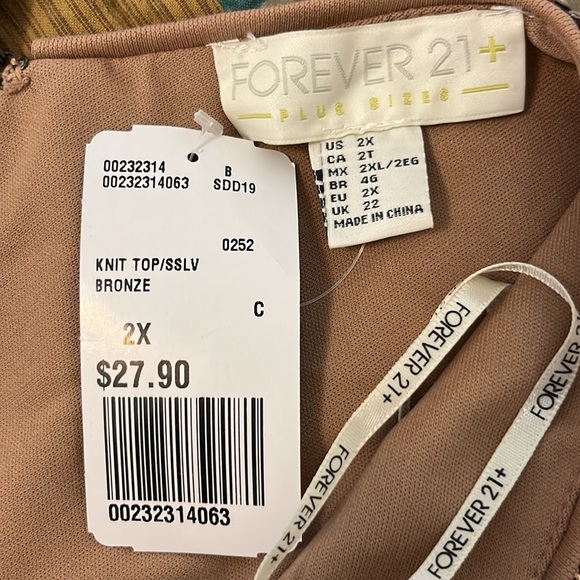 FOREVER 21+
PLUS SIZES
US 2X
CA 2T
MX 2XL/2EG
BR 4G
EU 2X
UK 22
MADE IN CHINA
00232314 B
00232314063 SDD19
0252
KNIT TOP/SSLV
BRONZE
C
2X
$27.90
00232314063
FOREVER 21+
FOREVER 21+
FOREVER 21+
FOREVER